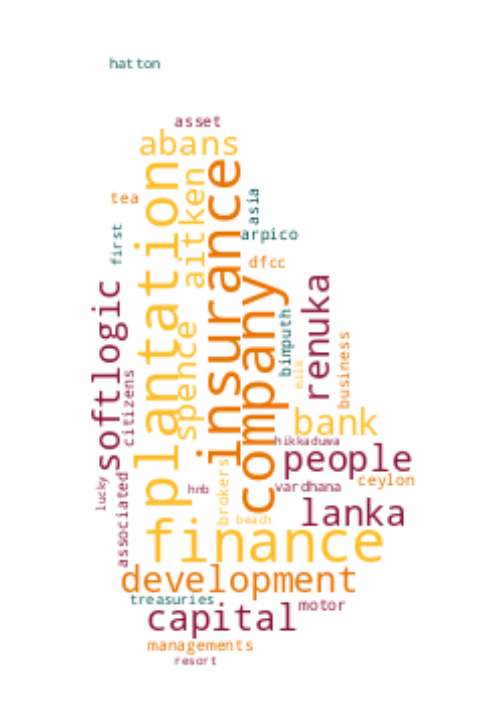 hatton
asset
abans
plantation
insurance
aitken
asia
tea
arpico
first
dfcc
company
renuka
softlogic
bimputh
spence
business
milk
citizens
bank
hikkaduwa
people
brokers
associated
lucky
hnb
vardhana
ceylon
lanka
beach
finance
development
treasuries
motor
capital
managements
resort